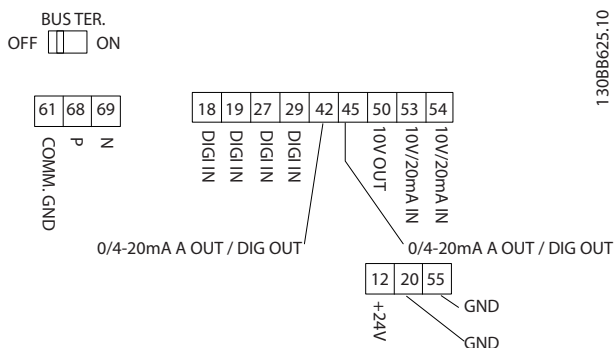 BUS TER.
OFF ON
61 68 69
COMM. GND
P
N
18 19 27 29 42 45 50 53 54
DIGI IN
DIGI IN
DIGI IN
DIGI IN
10V OUT
10V/20mA IN
10V/20mA IN
0/4-20mA A OUT / DIG OUT
0/4-20mA A OUT / DIG OUT
12 20 55
+24V
GND
GND
130BB625.10